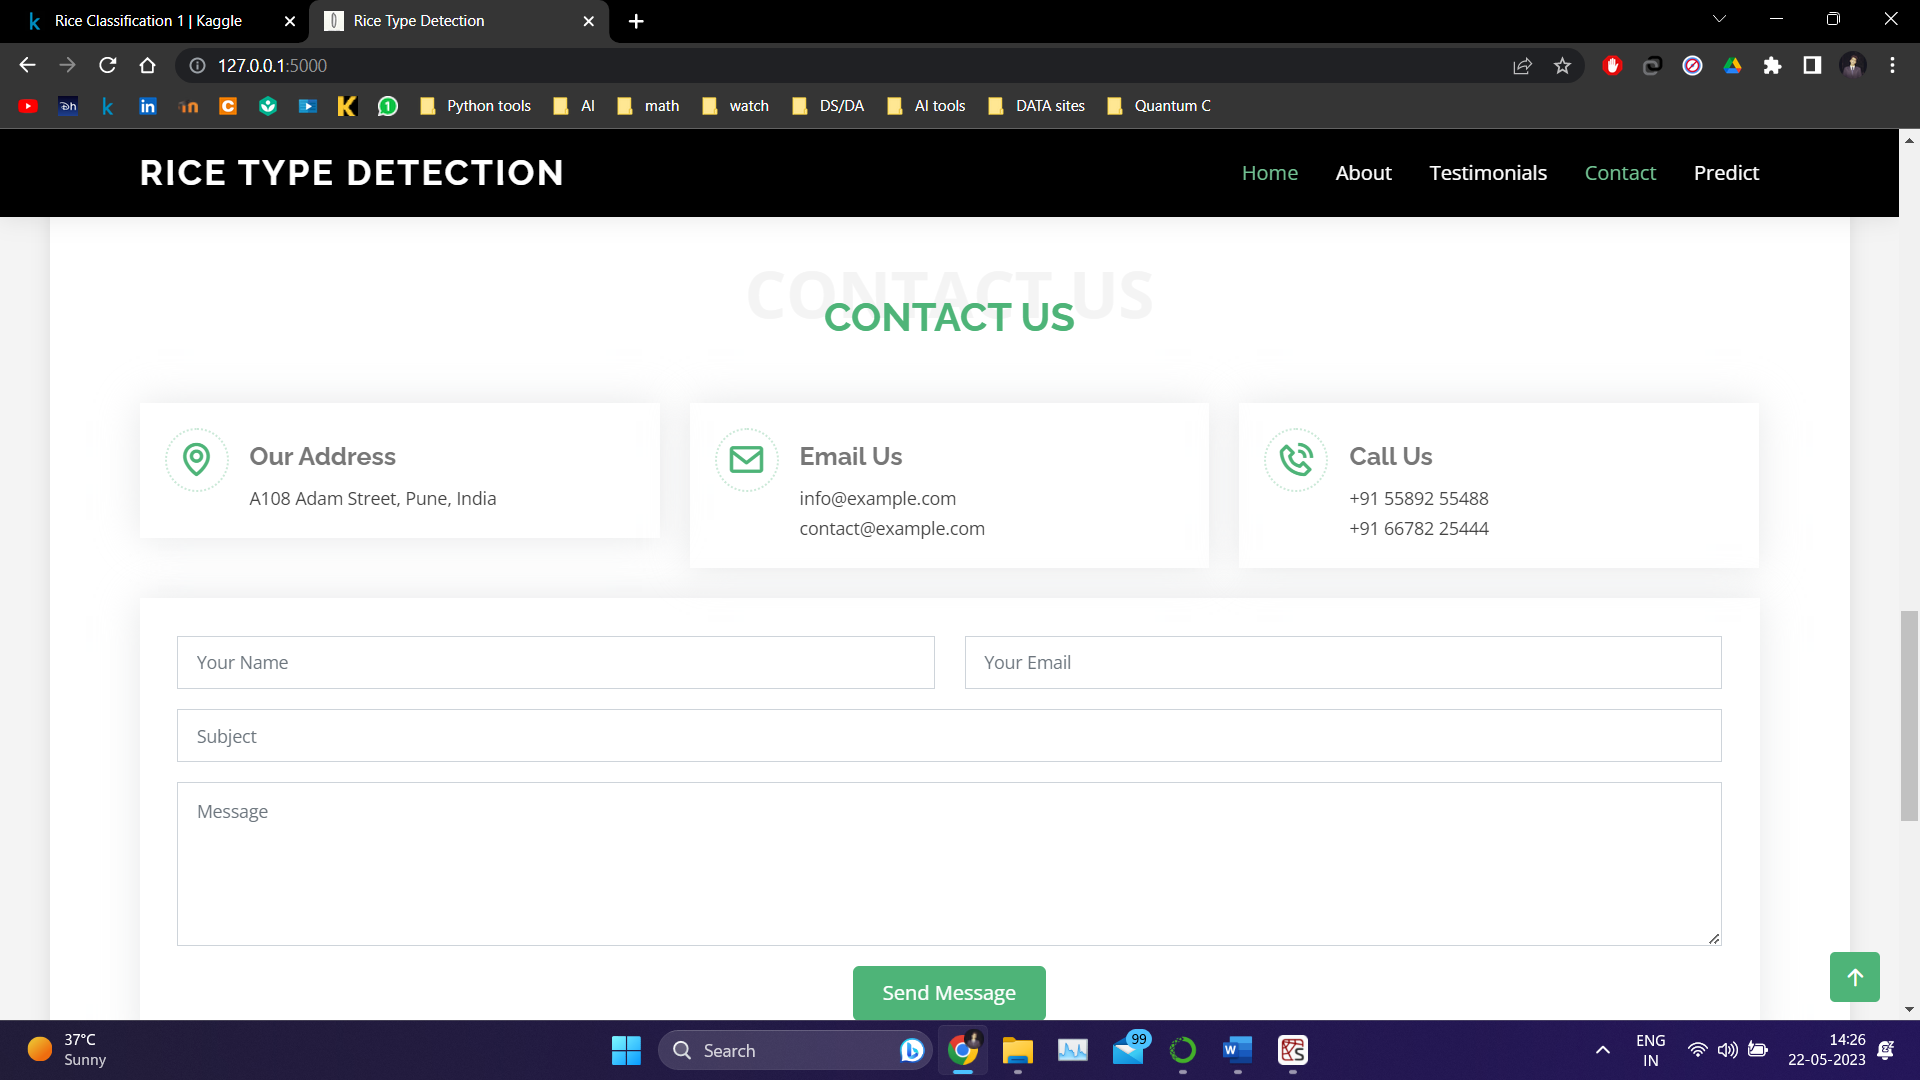 Rice Classification 1 | Kaggle
Rice Type Detection
127.0.0.1:5000
Python tools
AI
math
watch
DS/DA
AI tools
DATA sites
Quantum C
RICE TYPE DETECTION
Home
About
Testimonials
Contact
Predict
CONTACT US
CONTACT US
Our Address
A108 Adam Street, Pune, India
Email Us
info@example.com
contact@example.com
Call Us
+91 55892 55488
+91 66782 25444
Your Name
Your Email
Subject
Message
Send Message
37°C
Sunny
Search
99
ENG
IN
14:26
22-05-2023